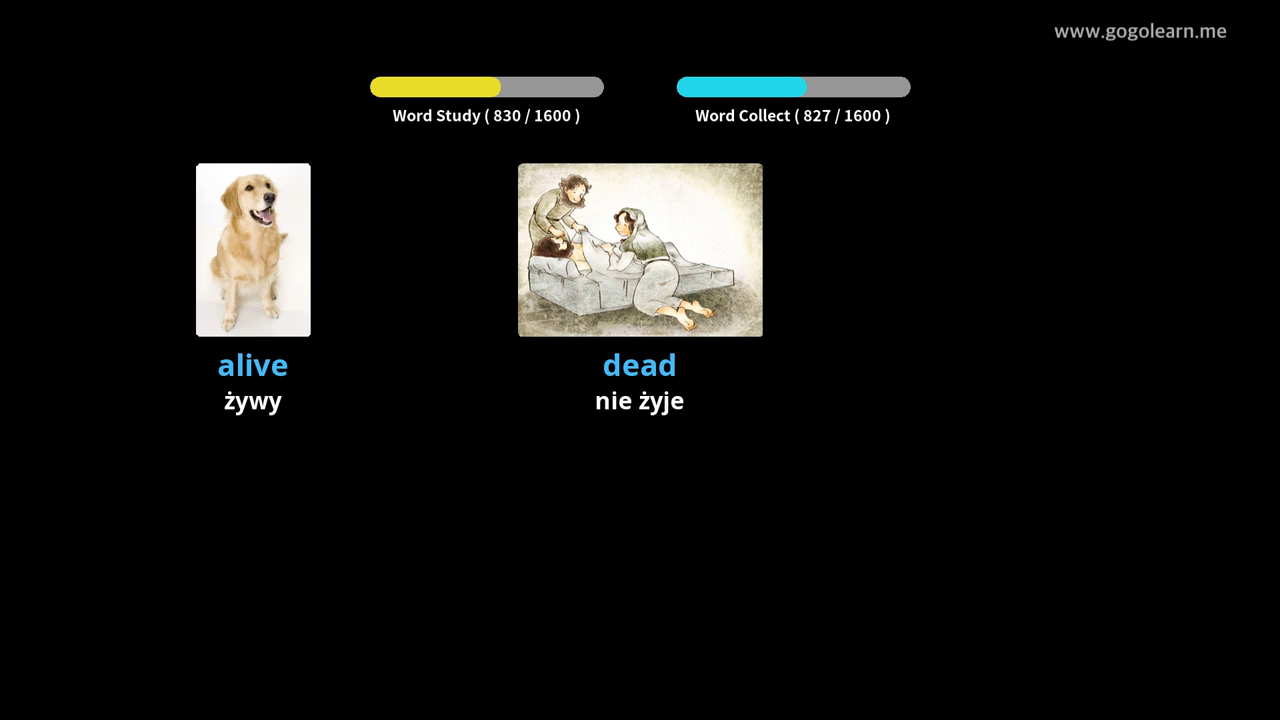 www.gogolearn.me
Word Study ( 830 / 1600 )
Word Collect ( 827 / 1600 )
alive
żywy
dead
nie żyje